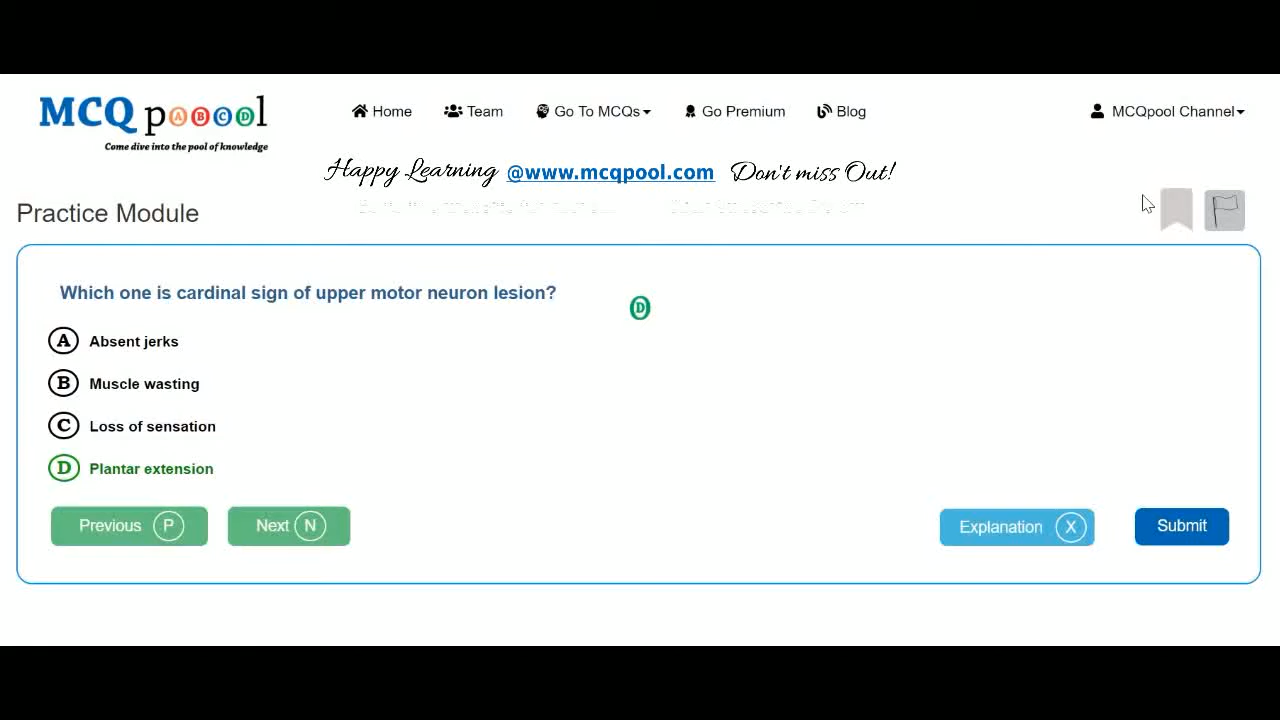 MCQ pABCDl
Come dive into the pool of knowledge
Home Team Go To MCQs Go Premium Blog MCQpool Channel
Happy Learning @www.mcqpool.com Don't miss Out!
Practice Module
Which one is cardinal sign of upper motor neuron lesion?
D
A Absent jerks
B Muscle wasting
C Loss of sensation
D Plantar extension
Previous P Next N Explanation X Submit